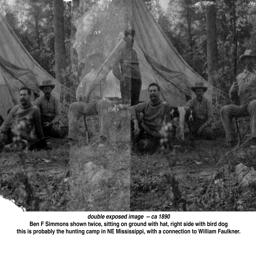 double exposed image -- ca 1890
Ben F Simmons shown twice, sitting on ground with hat, right side with bird dog
this is probably the hunting camp in NE Mississippi, with a connection to William Faulkner.